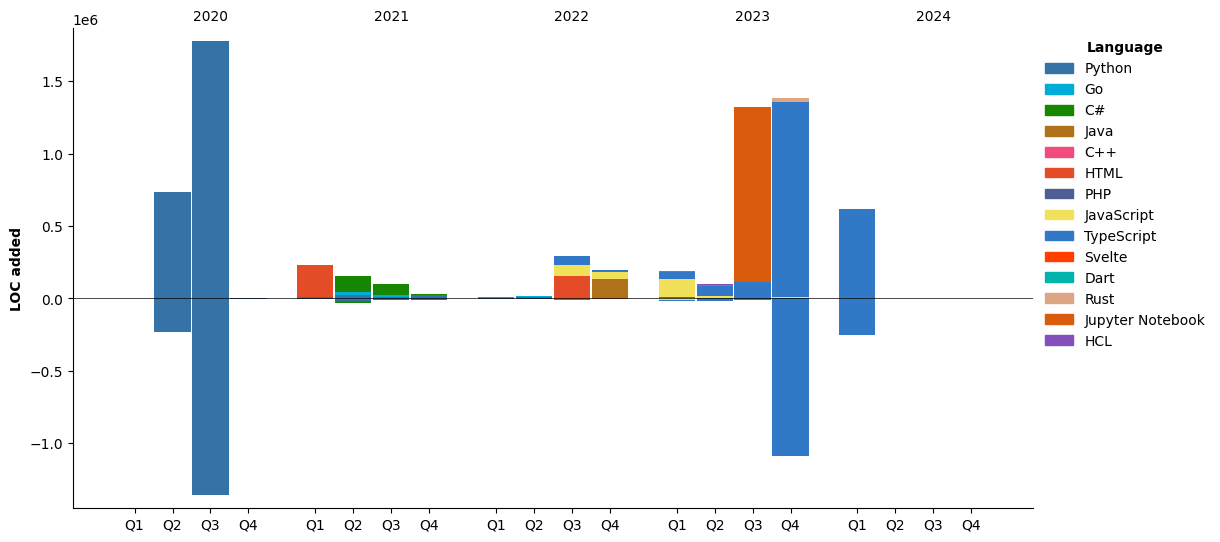 1e6
2020 2021 2022 2023 2024
LOC added
1.5
1.0
0.5
0.0
−0.5
−1.0
Q1 Q2 Q3 Q4 Q1 Q2 Q3 Q4 Q1 Q2 Q3 Q4 Q1 Q2 Q3 Q4 Q1 Q2 Q3 Q4
Language
Python
Go
C#
Java
C++
HTML
PHP
JavaScript
TypeScript
Svelte
Dart
Rust
Jupyter Notebook
HCL